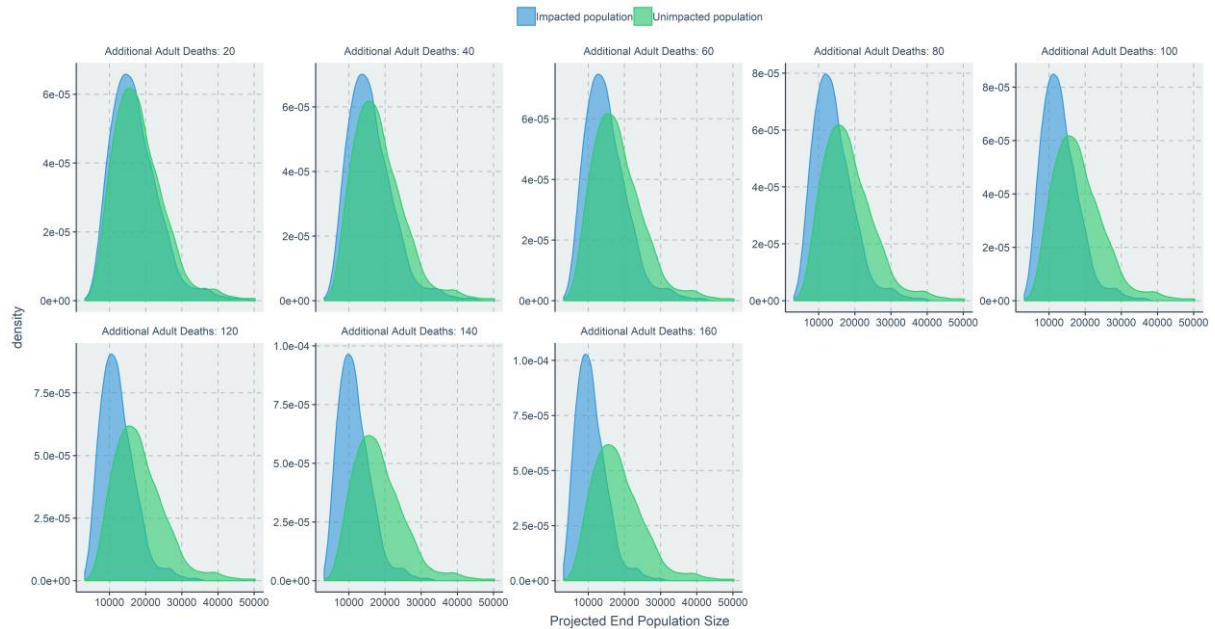 Impacted population Unimpacted population
Additional Adult Deaths: 20
6e-05
4e-05
2e-05
0e+00
Additional Adult Deaths: 40
6e-05
4e-05
2e-05
0e+00
Additional Adult Deaths: 60
6e-05
4e-05
2e-05
0e+00
Additional Adult Deaths: 80
8e-05
6e-05
4e-05
2e-05
0e+00
10000 20000 30000 40000 50000
Additional Adult Deaths: 100
8e-05
6e-05
4e-05
2e-05
0e+00
10000 20000 30000 40000 50000
density
Additional Adult Deaths: 120
7.5e-05
5.0e-05
2.5e-05
0.0e+00
10000 20000 30000 40000 50000
Additional Adult Deaths: 140
1.0e-04
7.5e-05
5.0e-05
2.5e-05
0.0e+00
10000 20000 30000 40000 50000
Additional Adult Deaths: 160
1.0e-04
7.5e-05
5.0e-05
2.5e-05
0.0e+00
10000 20000 30000 40000 50000
Projected End Population Size